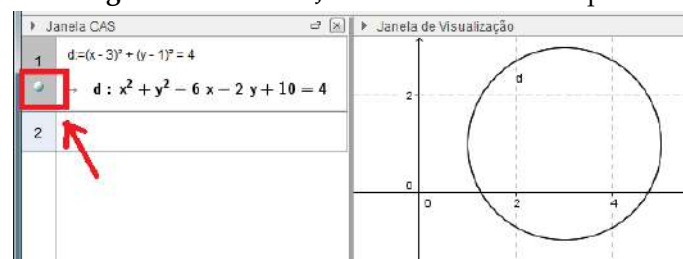 Janela CAS
Janela de Visualização
1
d:=(x - 3)² + (y - 1)² = 4
→ d : x² + y² − 6 x − 2 y + 10 = 4
2
d
2
0
0
2
4